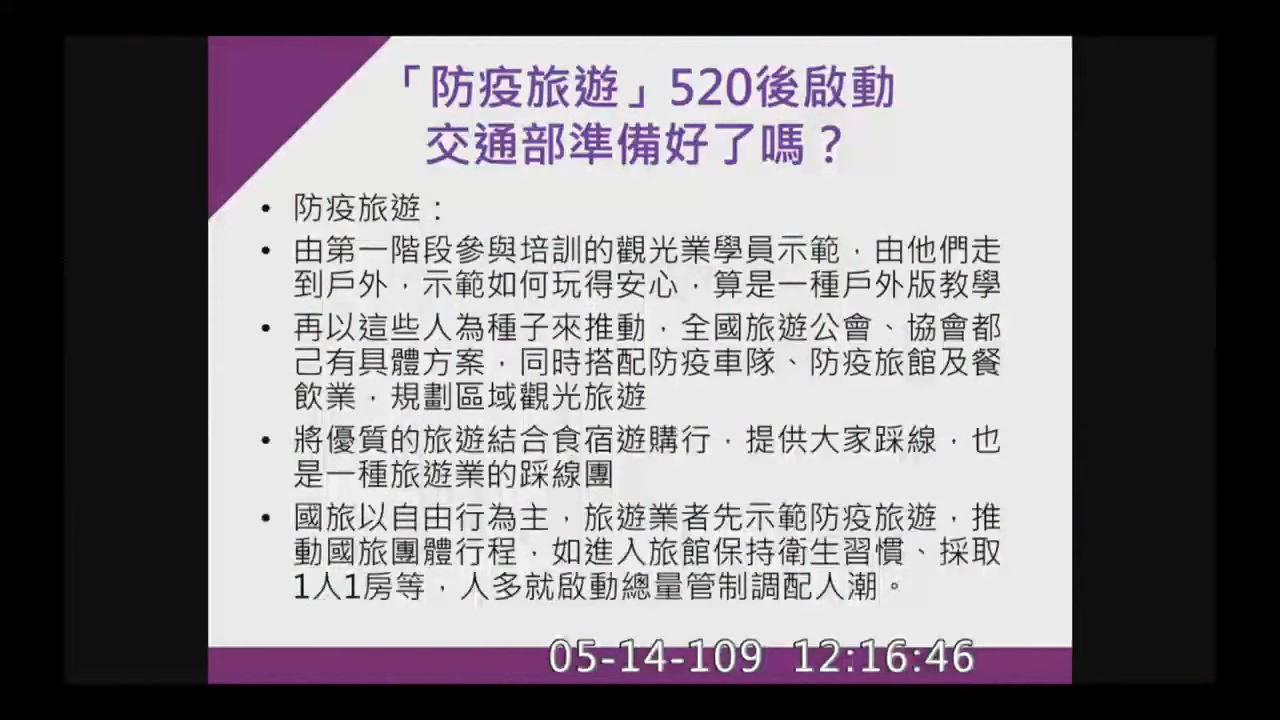 「防疫旅遊」520後啟動
交通部準備好了嗎？
• 防疫旅遊：
• 由第一階段參與培訓的觀光業學員示範，由他們走
到戶外，示範如何玩得安心，算是一種戶外版教學
• 再以這些人為種子來推動，全國旅遊公會、協會都
己有具體方案，同時搭配防疫車隊、防疫旅館及餐
飲業，規劃區域觀光旅遊
• 將優質的旅遊結合食宿遊購行，提供大家踩線，也
是一種旅遊業的踩線團
• 國旅以自由行為主，旅遊業者先示範防疫旅遊，推
動國旅團體行程，如進入旅館保持衛生習慣、採取
1人1房等，人多就啟動總量管制調配人潮。
05-14-109 12:16:46